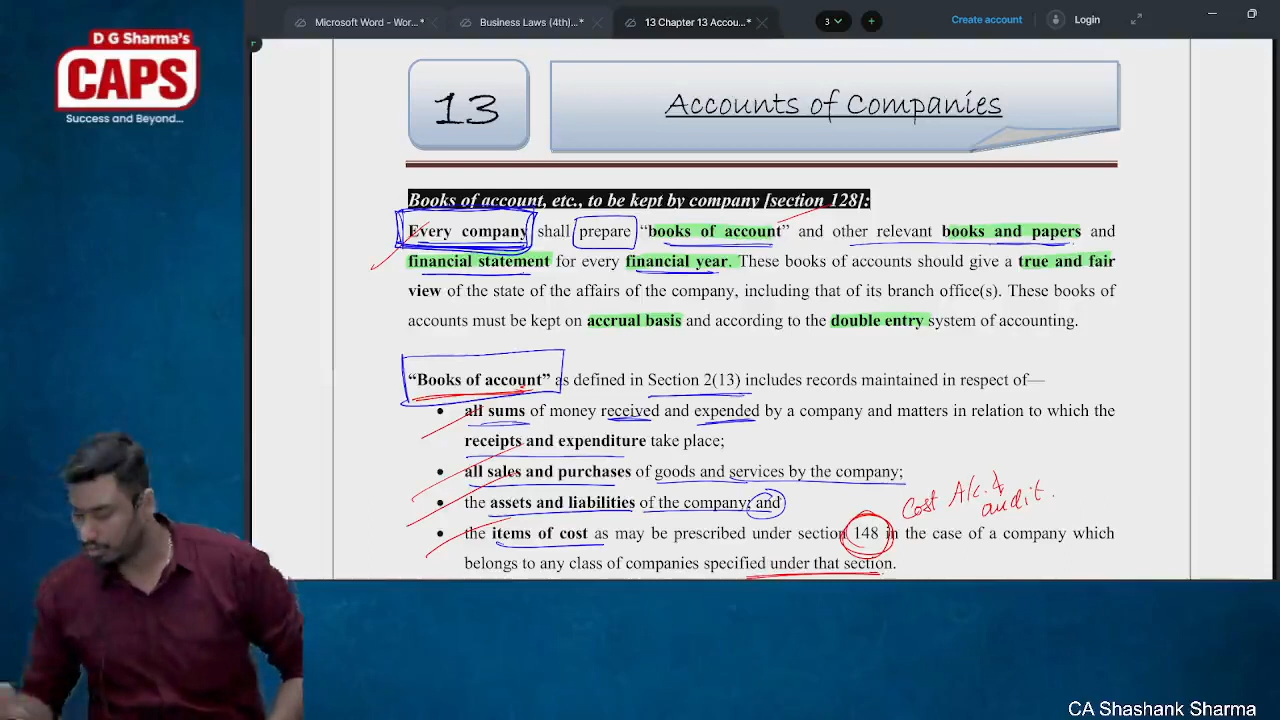 Microsoft Word - Wor...*
Business Laws (4th)...*
13 Chapter 13 Accou...*
3
Create account
Login
D G Sharma's
CAPS
Success and Beyond...
13
Accounts of Companies
Books of account, etc., to be kept by company [section 128]:
Every company shall prepare “books of account” and other relevant books and papers and
financial statement for every financial year. These books of accounts should give a true and fair
view of the state of the affairs of the company, including that of its branch office(s). These books of
accounts must be kept on accrual basis and according to the double entry system of accounting.
“Books of account” as defined in Section 2(13) includes records maintained in respect of—
• all sums of money received and expended by a company and matters in relation to which the
receipts and expenditure take place;
• all sales and purchases of goods and services by the company;
• the assets and liabilities of the company; and
Cost A/c. & audit.
• the items of cost as may be prescribed under section 148 in the case of a company which
belongs to any class of companies specified under that section.
CA Shashank Sharma